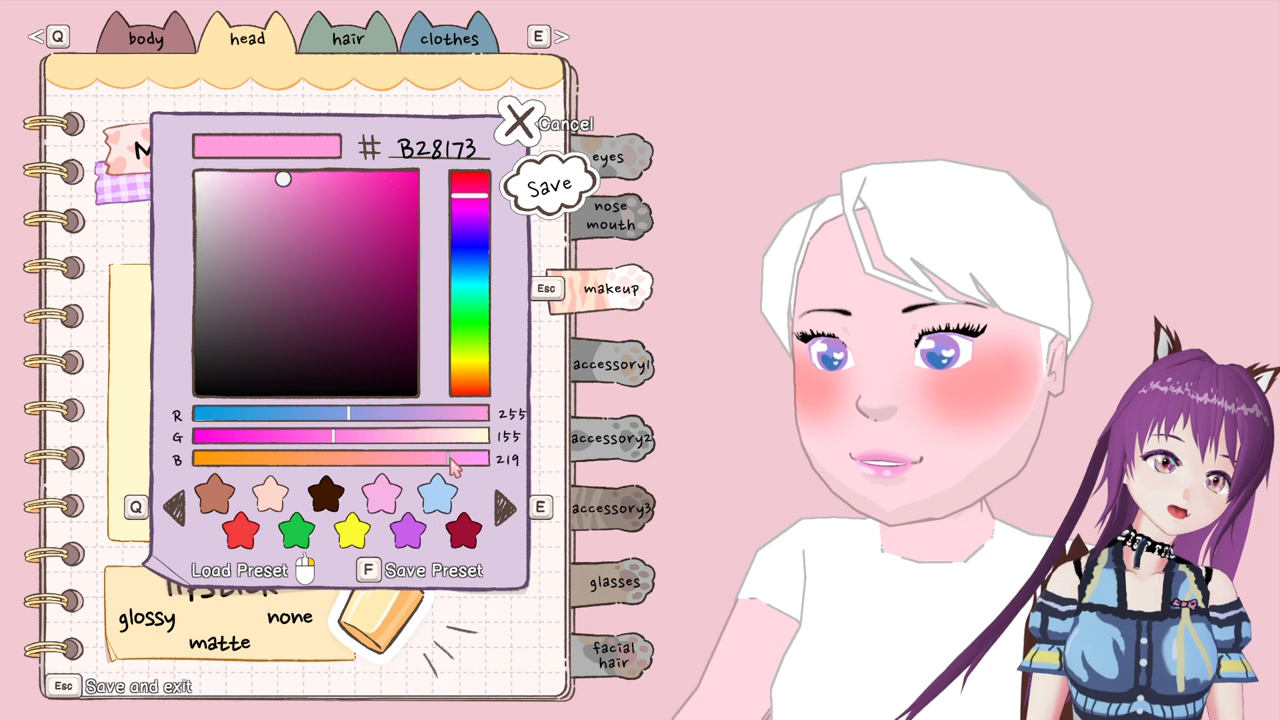 Q
body
head
hair
clothes
E
M
# B28173
Cancel
Save
eyes
nose
mouth
Esc
makeup
accessory1
R 255
G 155
B 219
accessory2
Q
E
accessory3
Load Preset
F Save Preset
lipstick
glossy
none
matte
glasses
facial
hair
Esc Save and exit